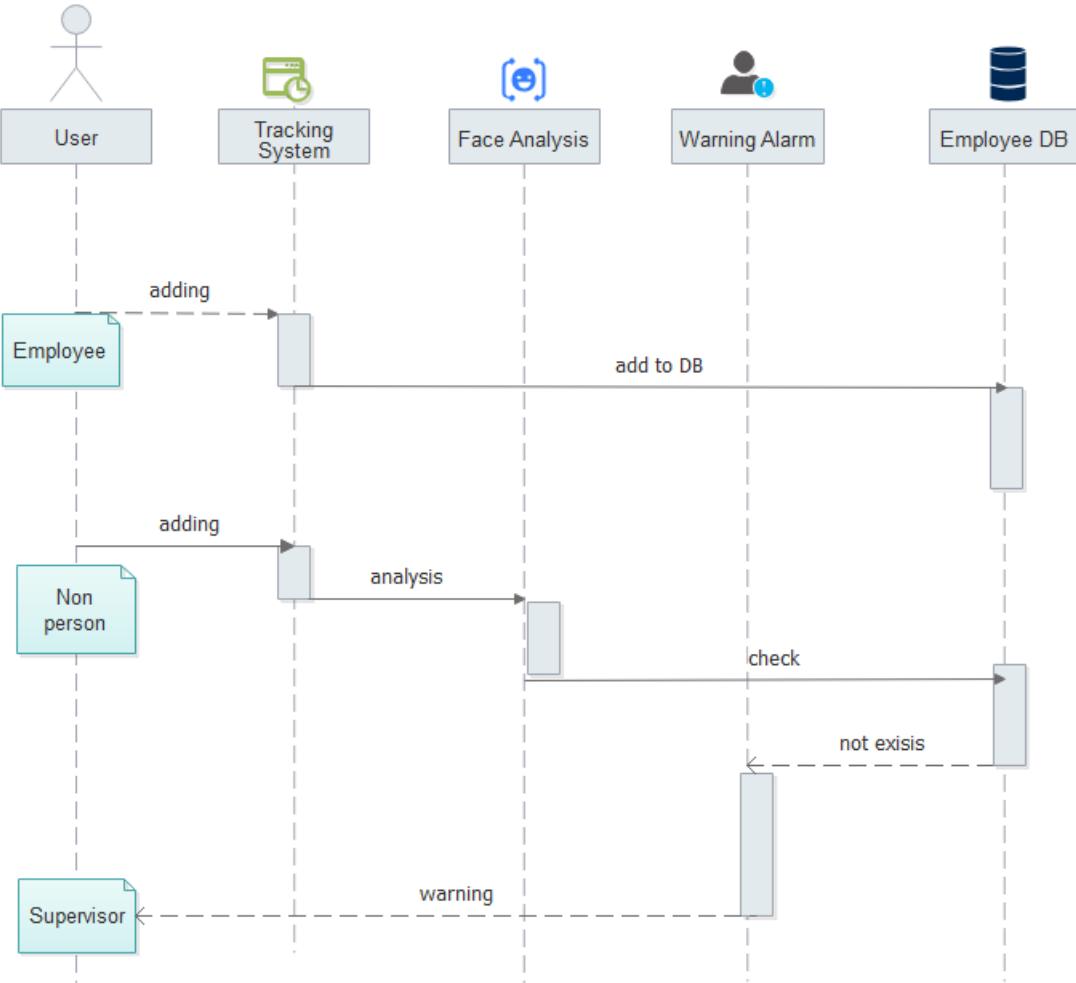 User
Tracking
System
Face Analysis
Warning Alarm
Employee DB
adding
Employee
add to DB
adding
Non
person
analysis
check
not exisis
warning
Supervisor